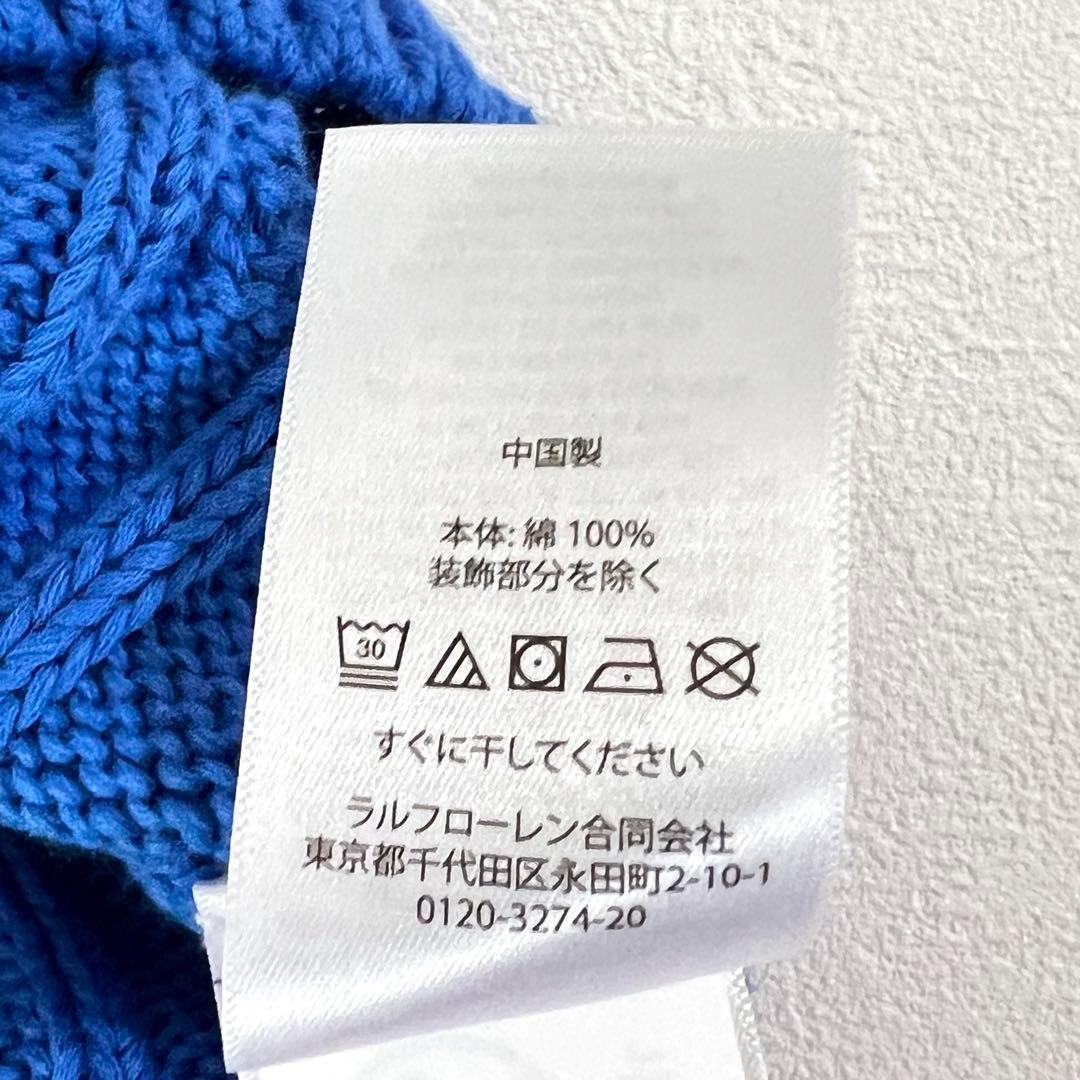 中国製
本体: 綿 100%
装飾部分を除く
30
すぐに干してください
ラルフローレン合同会社
東京都千代田区永田町2-10-1
0120-3274-20